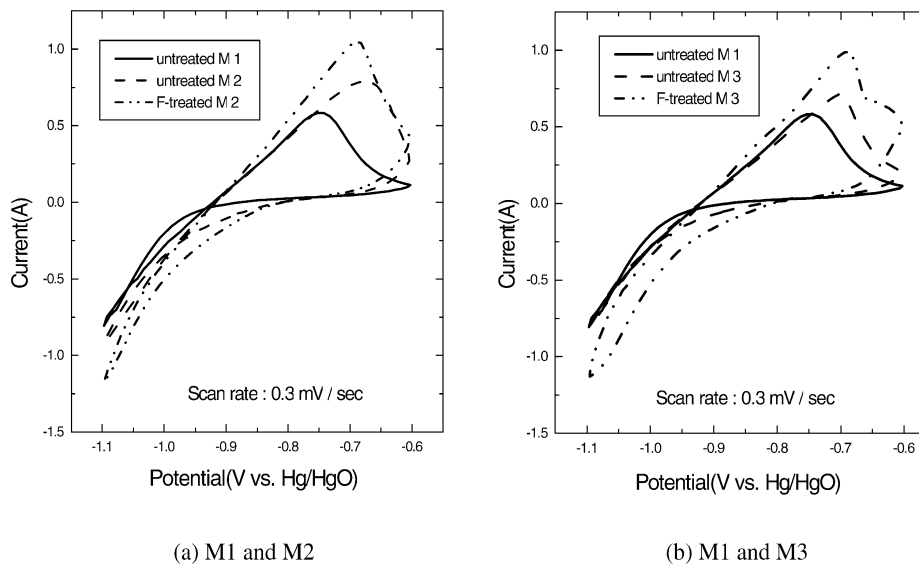 untreated M 1
untreated M 2
F-treated M 2
Current(A)
1.0
0.5
0.0
-0.5
-1.0
-1.5
Scan rate : 0.3 mV / sec
-1.1 -1.0 -0.9 -0.8 -0.7 -0.6
Potential(V vs. Hg/HgO)
(a) M1 and M2
untreated M 1
untreated M 3
F-treated M 3
Current(A)
1.0
0.5
0.0
-0.5
-1.0
-1.5
Scan rate : 0.3 mV / sec
-1.1 -1.0 -0.9 -0.8 -0.7 -0.6
Potential(V vs. Hg/HgO)
(b) M1 and M3